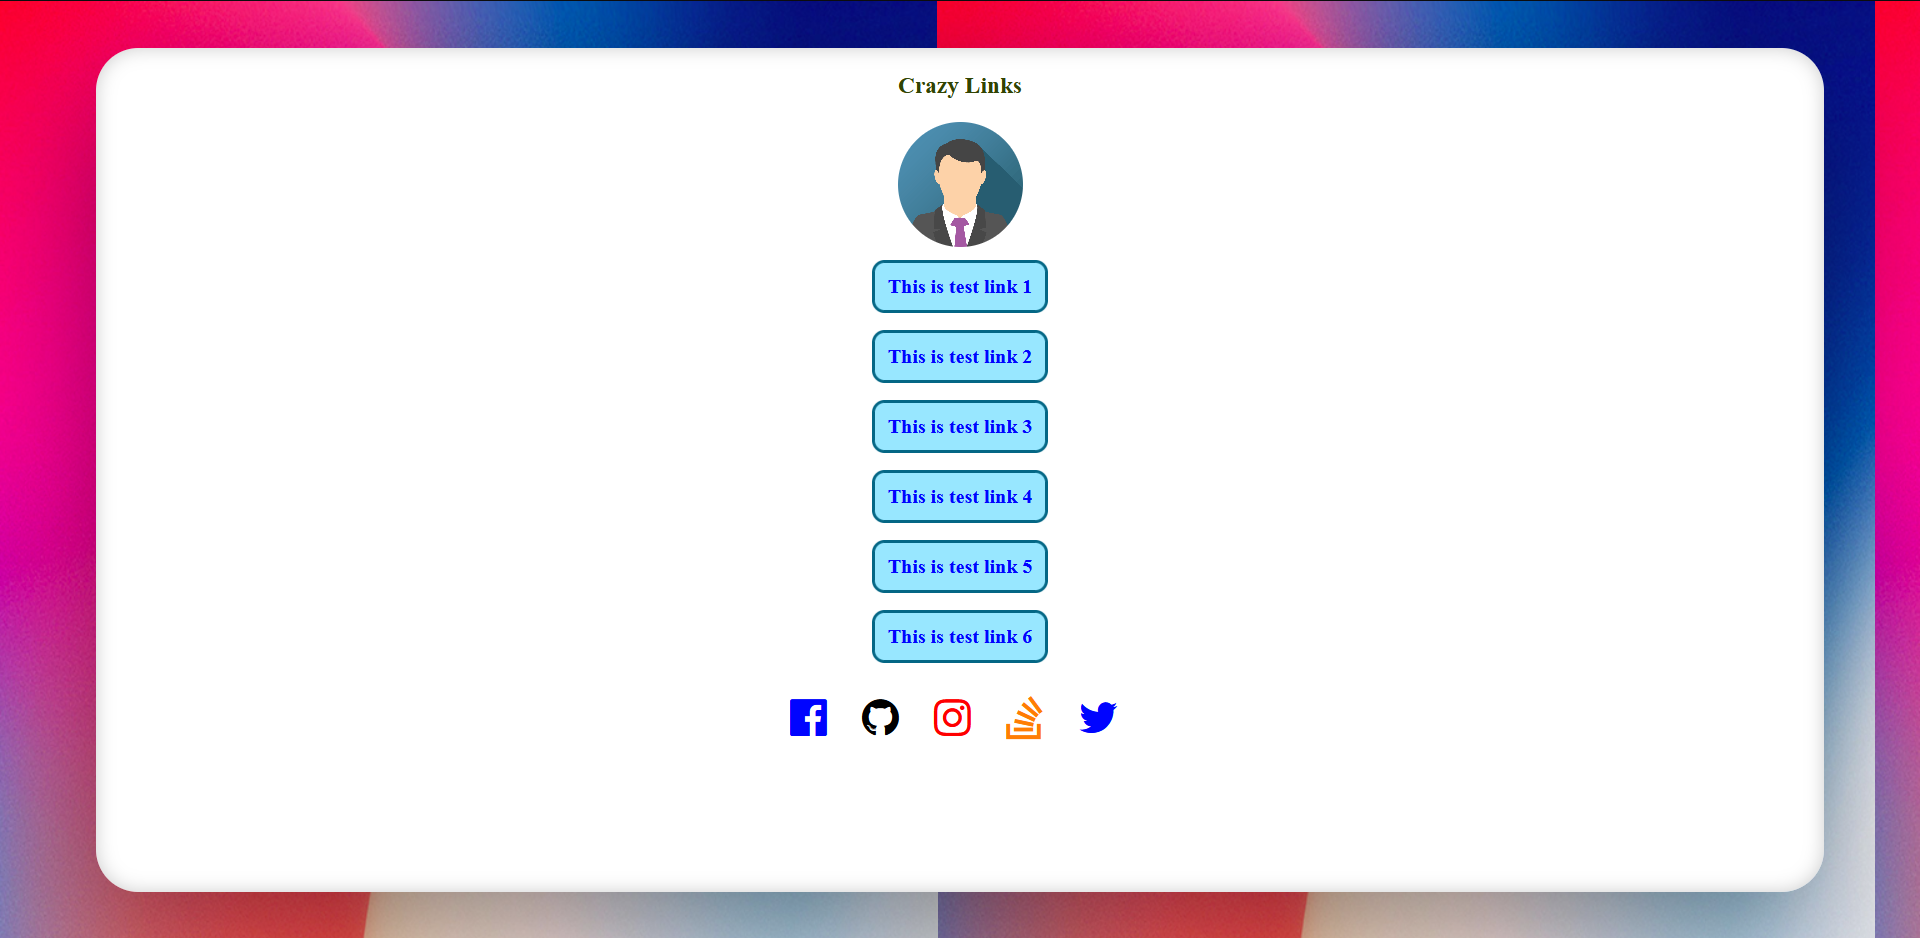 Crazy Links
This is test link 1
This is test link 2
This is test link 3
This is test link 4
This is test link 5
This is test link 6